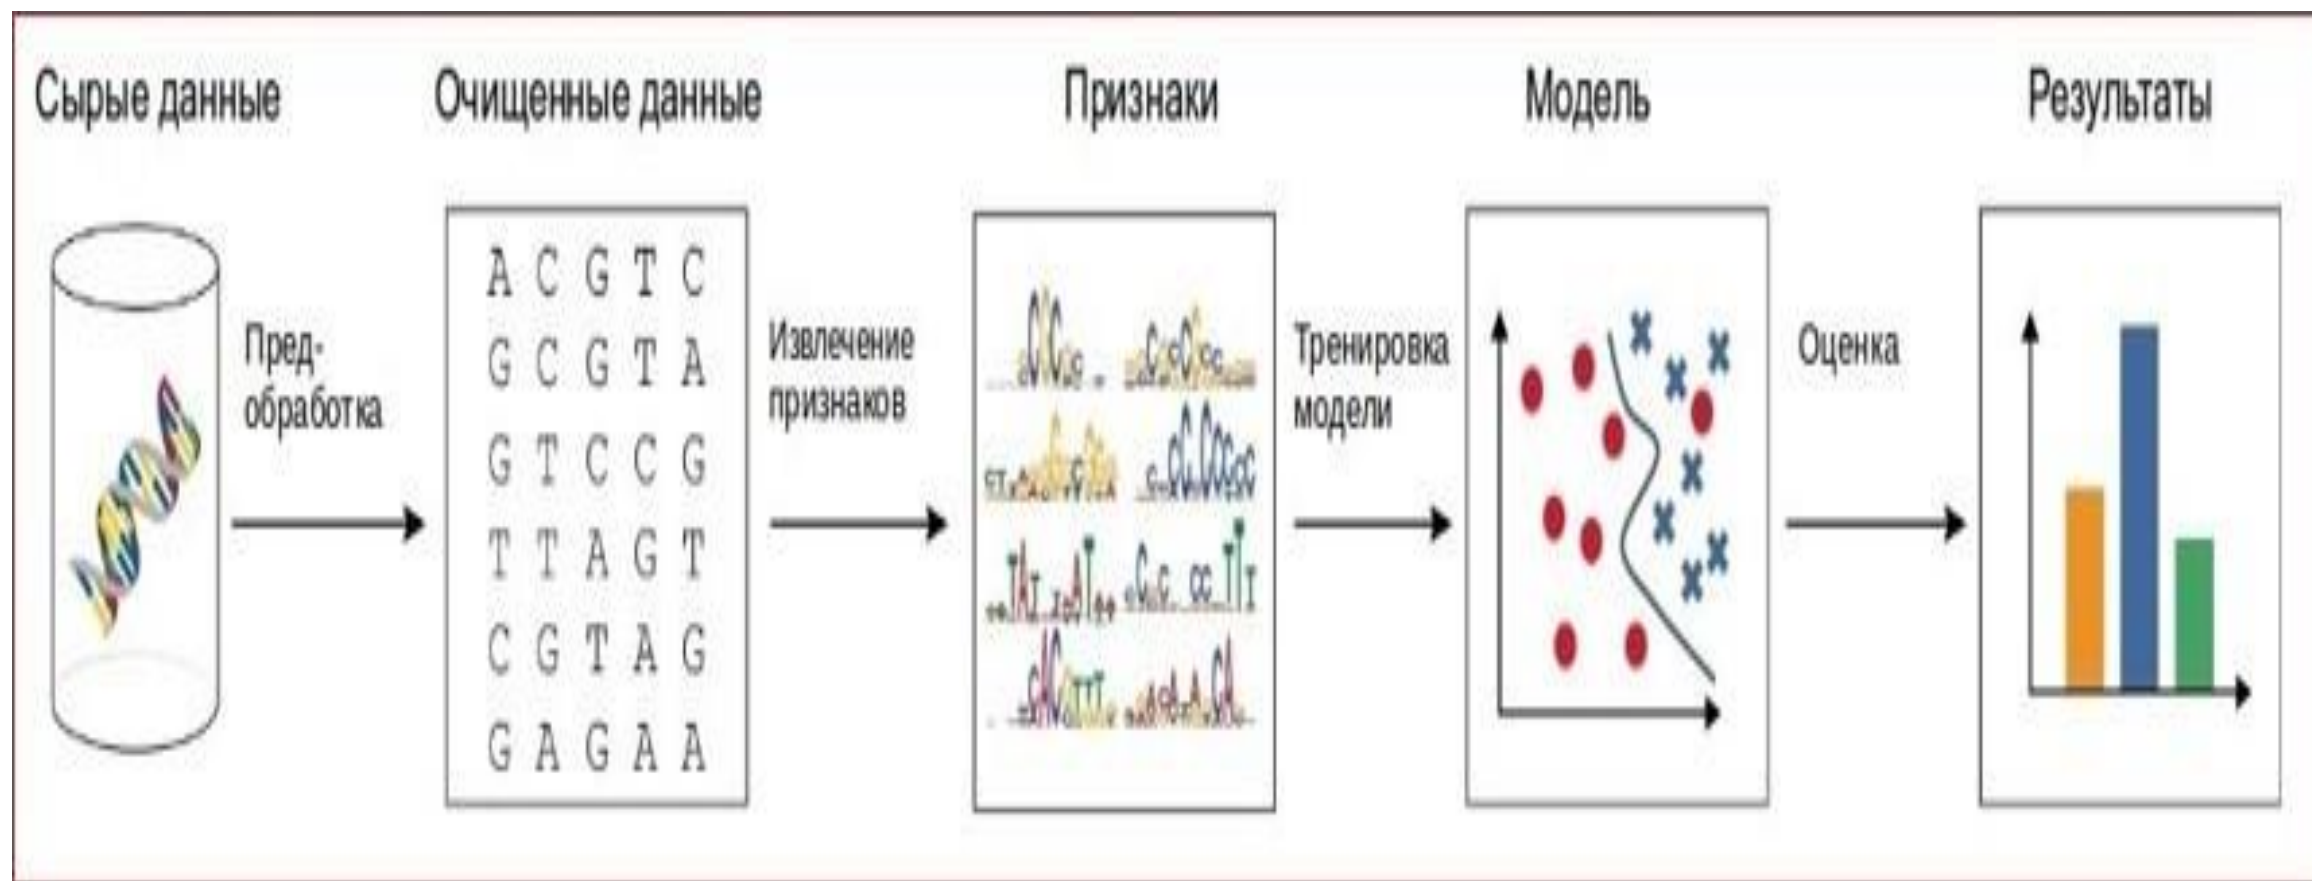 Сырые данные
Очищенные данные
Признаки
Модель
Результаты
Пред-
обработка
Извлечение
признаков
Тренировка
модели
Оценка
A C G T C
G C G T A
G T C C G
T T A G T
C G T A G
G A G A A